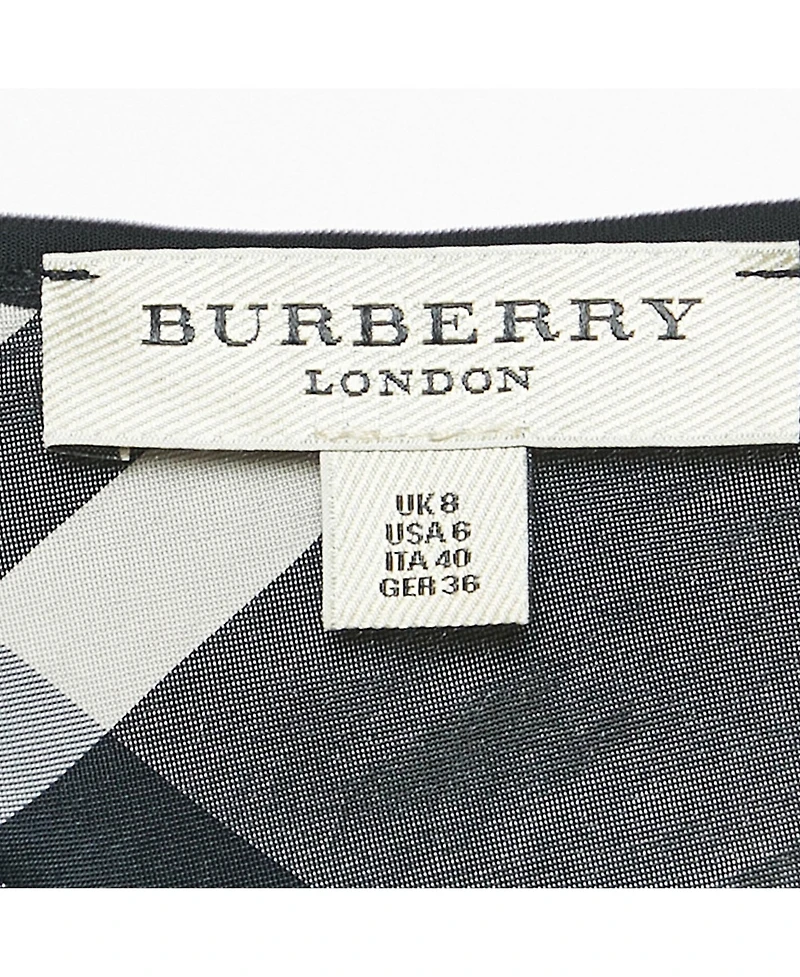 BURBERRY
LONDON
UK 8
USA 6
ITA 40
GER 36